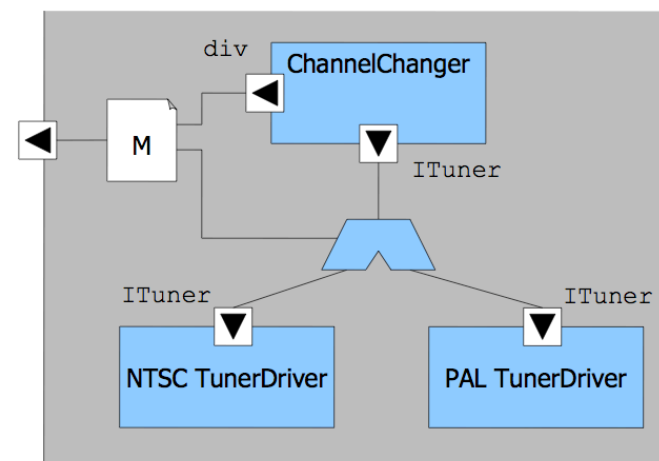 div
ChannelChanger
M
ITuner
ITuner
ITuner
NTSC TunerDriver
PAL TunerDriver